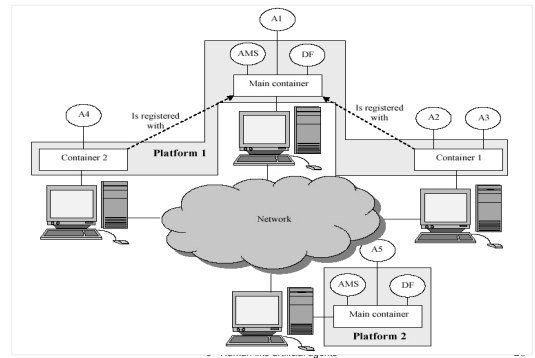 A1
AMS
DF
Main container
Is registered
with
Is registered
with
A4
A2
A3
Container 2
Platform 1
Container 1
Network
A5
AMS
DF
Main container
Platform 2